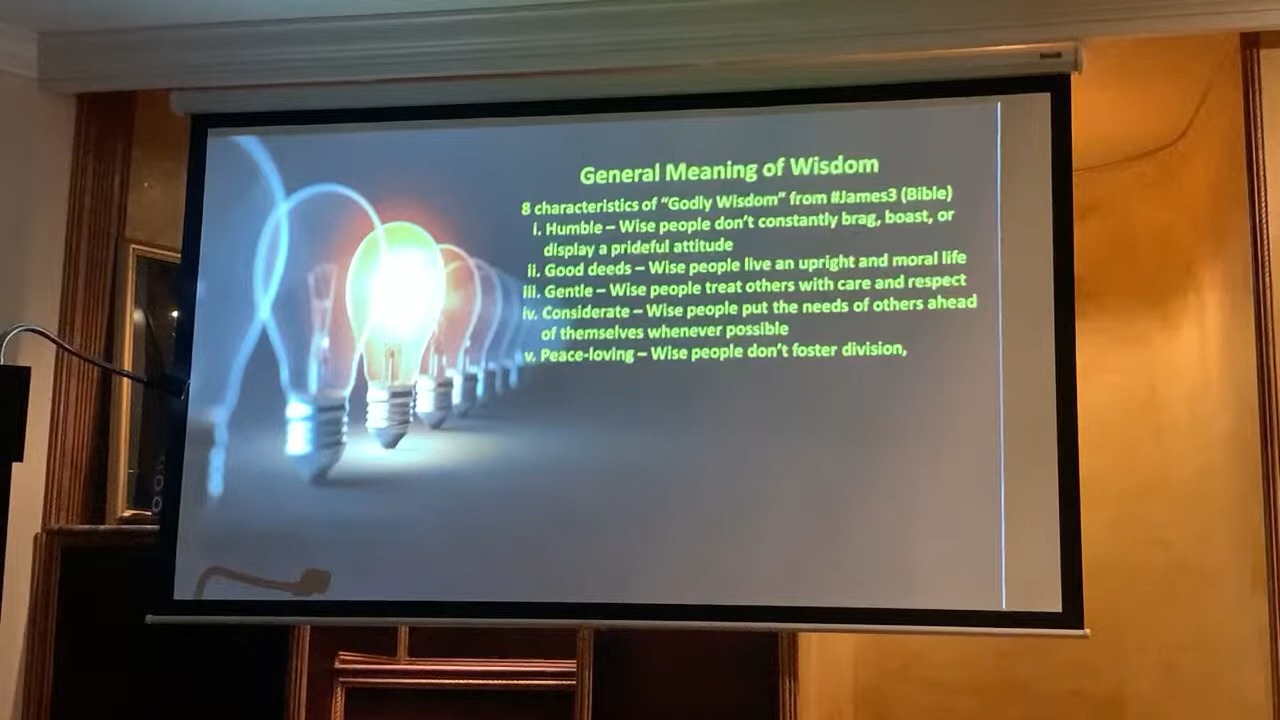 General Meaning of Wisdom
8 characteristics of “Godly Wisdom” from #James3 (Bible)
i. Humble – Wise people don’t constantly brag, boast, or
display a prideful attitude
ii. Good deeds – Wise people live an upright and moral life
iii. Gentle – Wise people treat others with care and respect
iv. Considerate – Wise people put the needs of others ahead
of themselves whenever possible
v. Peace-loving – Wise people don’t foster division,